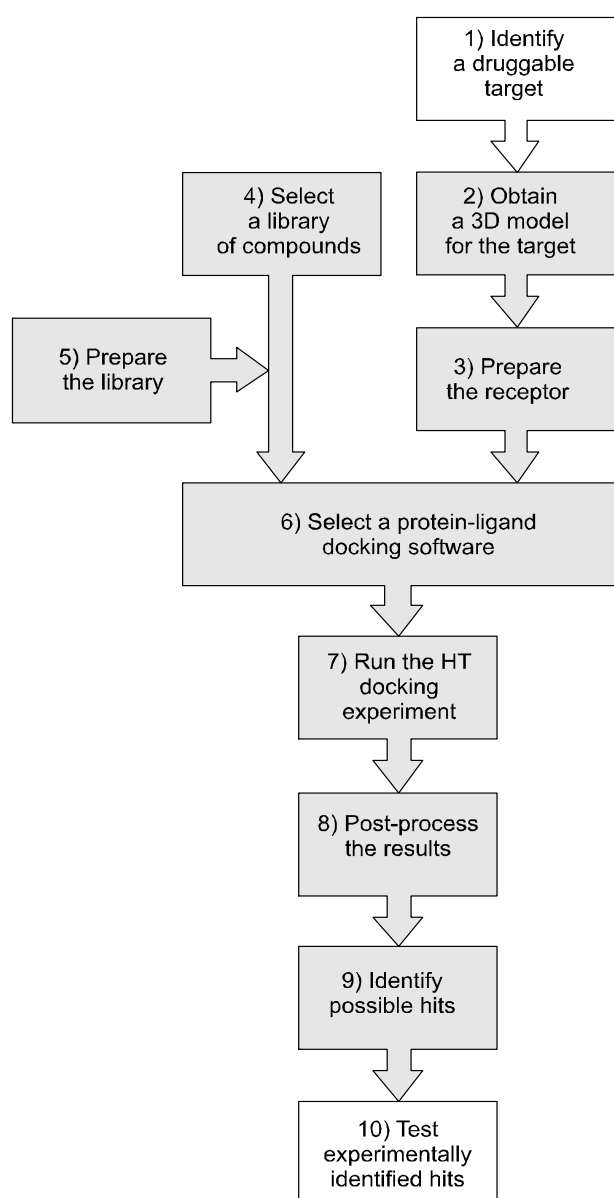 1) Identify
a druggable
target
2) Obtain
a 3D model
for the target
3) Prepare
the receptor
4) Select
a library
of compounds
5) Prepare
the library
6) Select a protein-ligand
docking software
7) Run the HT
docking
experiment
8) Post-process
the results
9) Identify
possible hits
10) Test
experimentally
identified hits